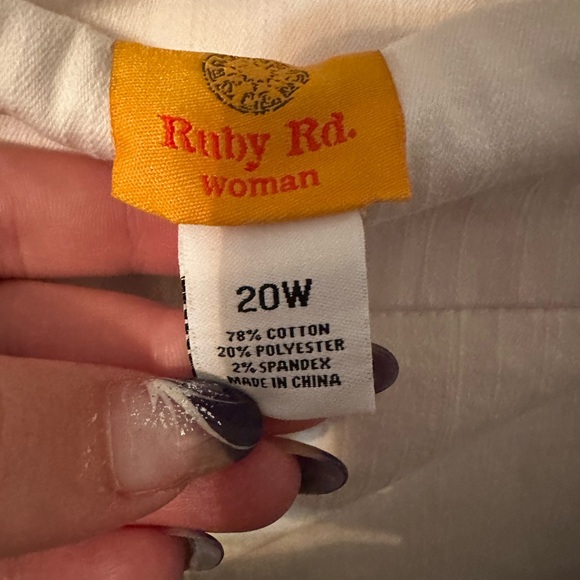 Ruby Rd.
woman
20W
78% COTTON
20% POLYESTER
2% SPANDEX
MADE IN CHINA